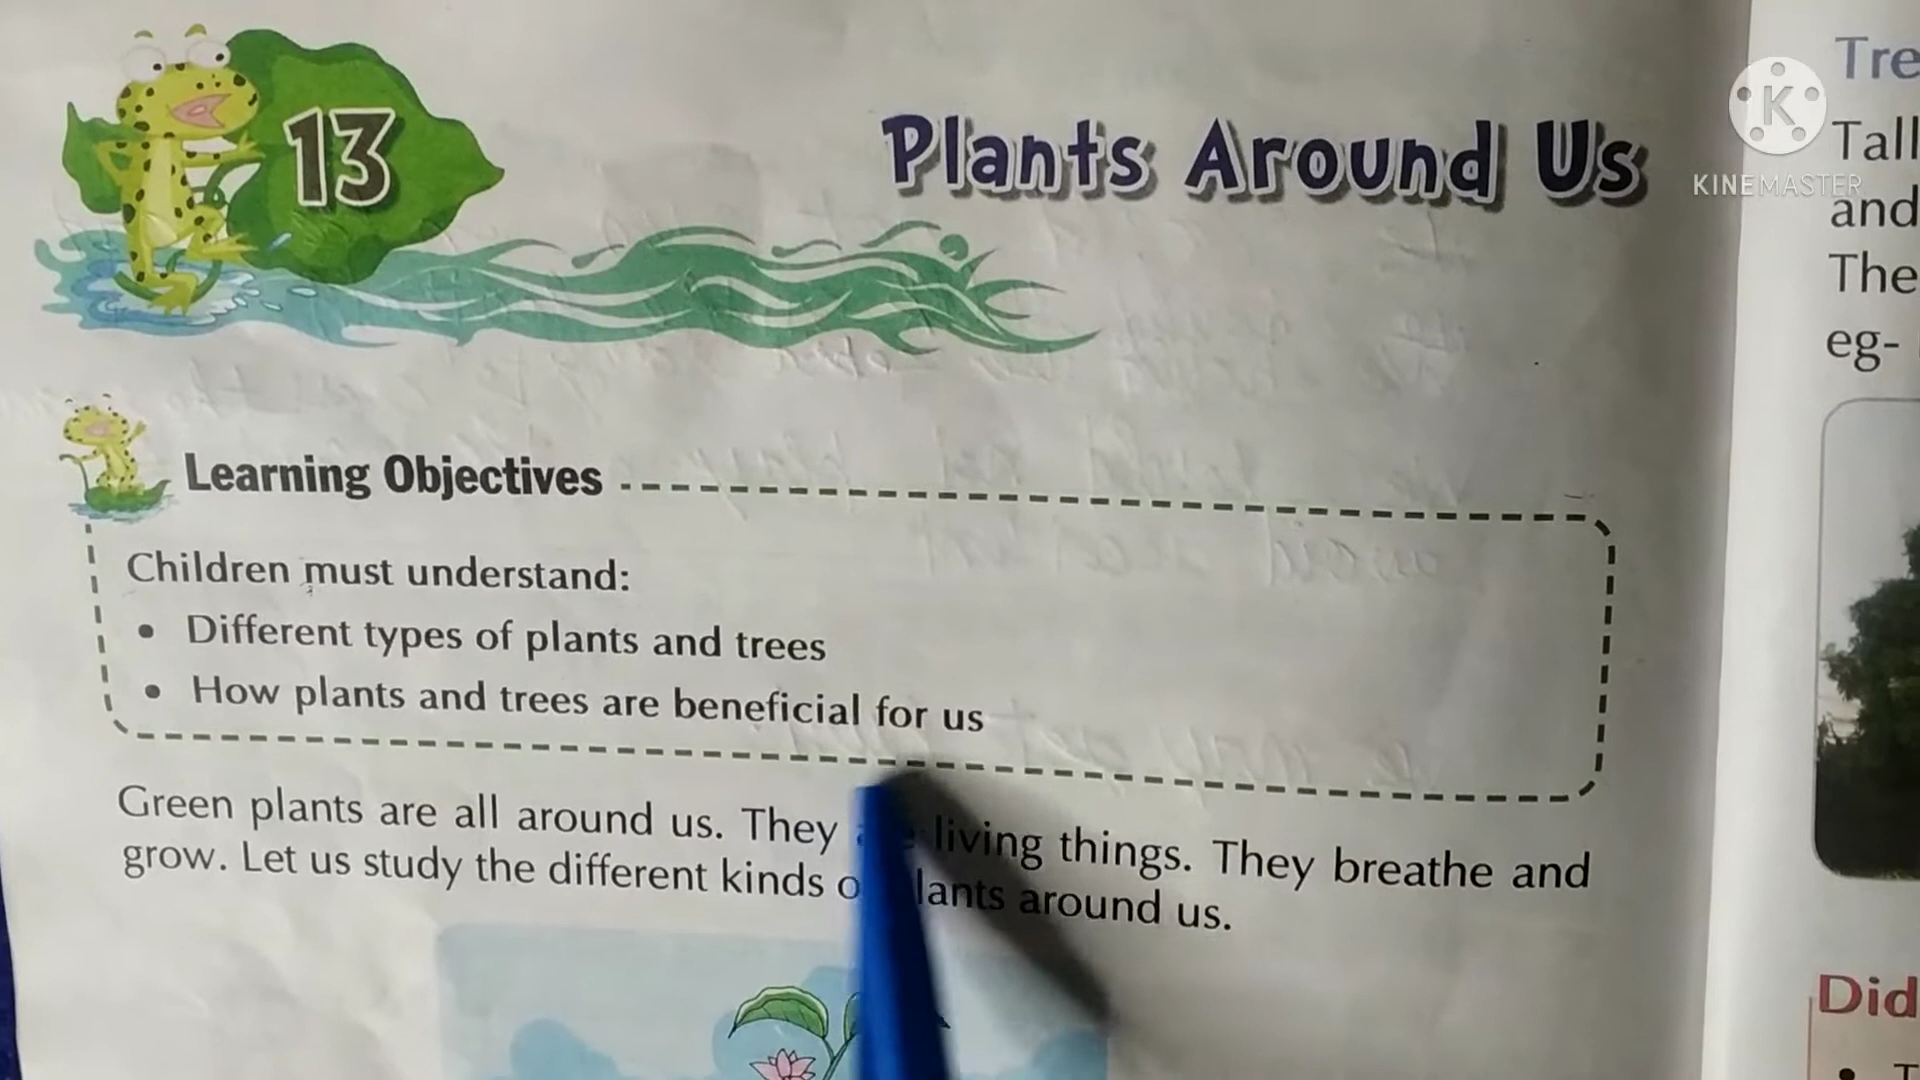 13
Plants Around Us
Learning Objectives
Children must understand:
• Different types of plants and trees
• How plants and trees are beneficial for us
Green plants are all around us. They living things. They breathe and
grow. Let us study the different kinds around us.
KINEMASTER
Tall
and
The
eg-
Did